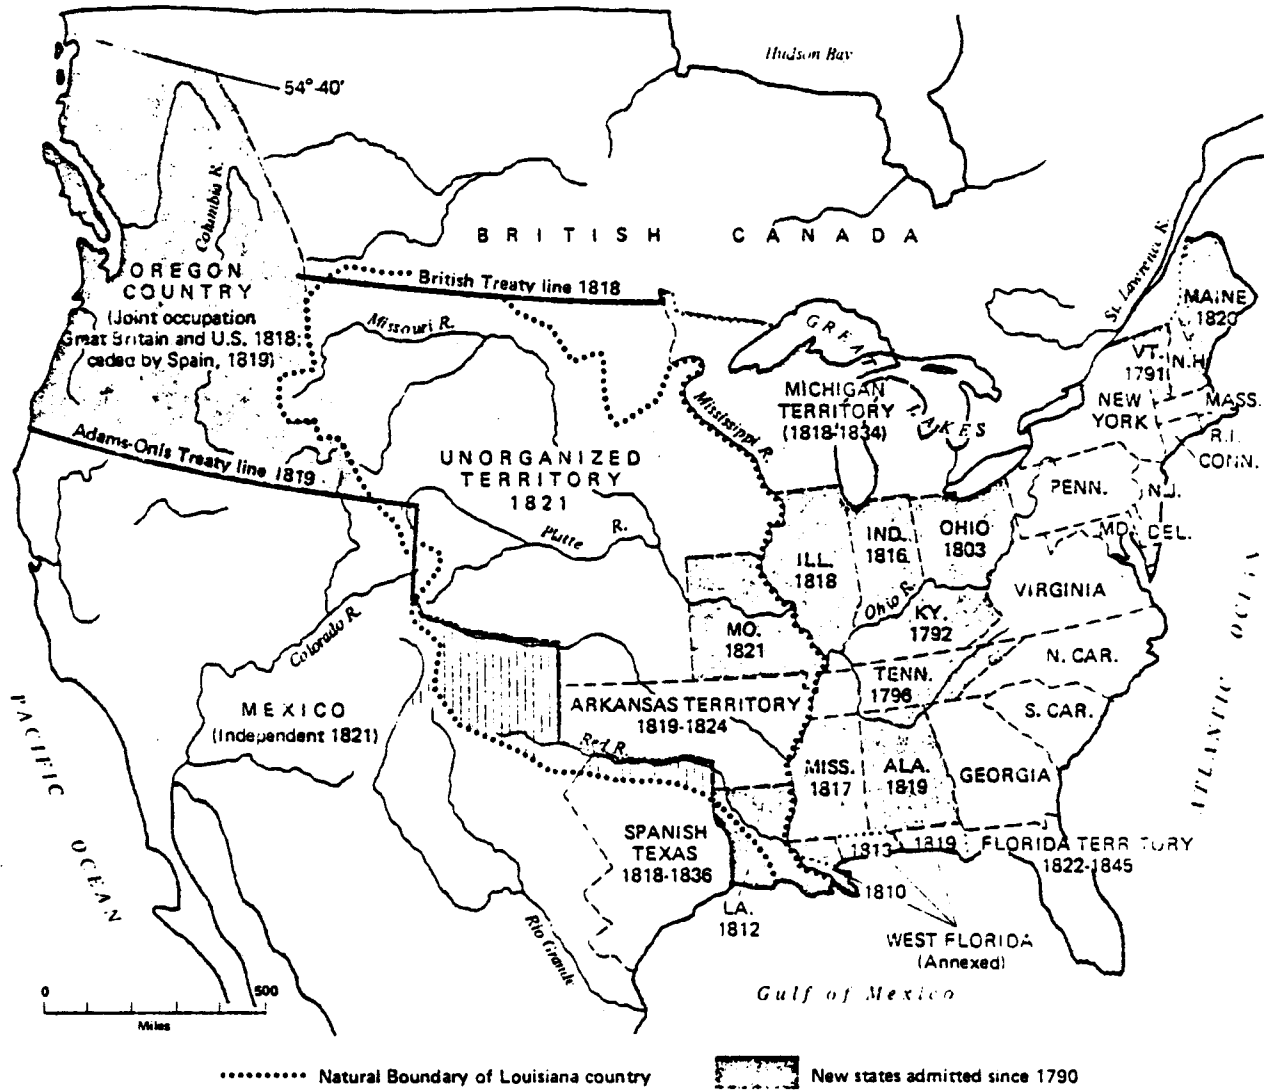 Hudson Bay
54°-40'
Columbia R.
BRITISH CANADA
St. Lawrence R.
OREGON
COUNTRY
(Joint occupation
Great Britain and U.S. 1818;
ceded by Spain, 1819)
British Treaty line 1818
Missouri R.
GREAT LAKES
MAINE
1820
VT.
1791
N.H.
NEW
YORK
MASS.
R.I.
CONN.
Mississippi R.
MICHIGAN
TERRITORY
(1818-1834)
Adams-Onis Treaty line 1819
UNORGANIZED
TERRITORY
1821
Platte R.
PENN.
N.J.
MD.
DEL.
OHIO
1803
IND.
1816
ILL.
1818
Ohio R.
VIRGINIA
KY.
1792
MO.
1821
Colorado R.
N. CAR.
TENN.
1796
S. CAR.
ARKANSAS TERRITORY
1819-1824
MEXICO
(Independent 1821)
Red R.
MISS.
1817
ALA.
1819
GEORGIA
PACIFIC OCEAN
ATLANTIC
SPANISH
TEXAS
1818-1836
1813
1819
FLORIDA TERRITORY
1822-1845
1810
LA.
1812
WEST FLORIDA
(Annexed)
Rio Grande
Gulf of Mexico
0 500
Miles
Natural Boundary of Louisiana country
New states admitted since 1790